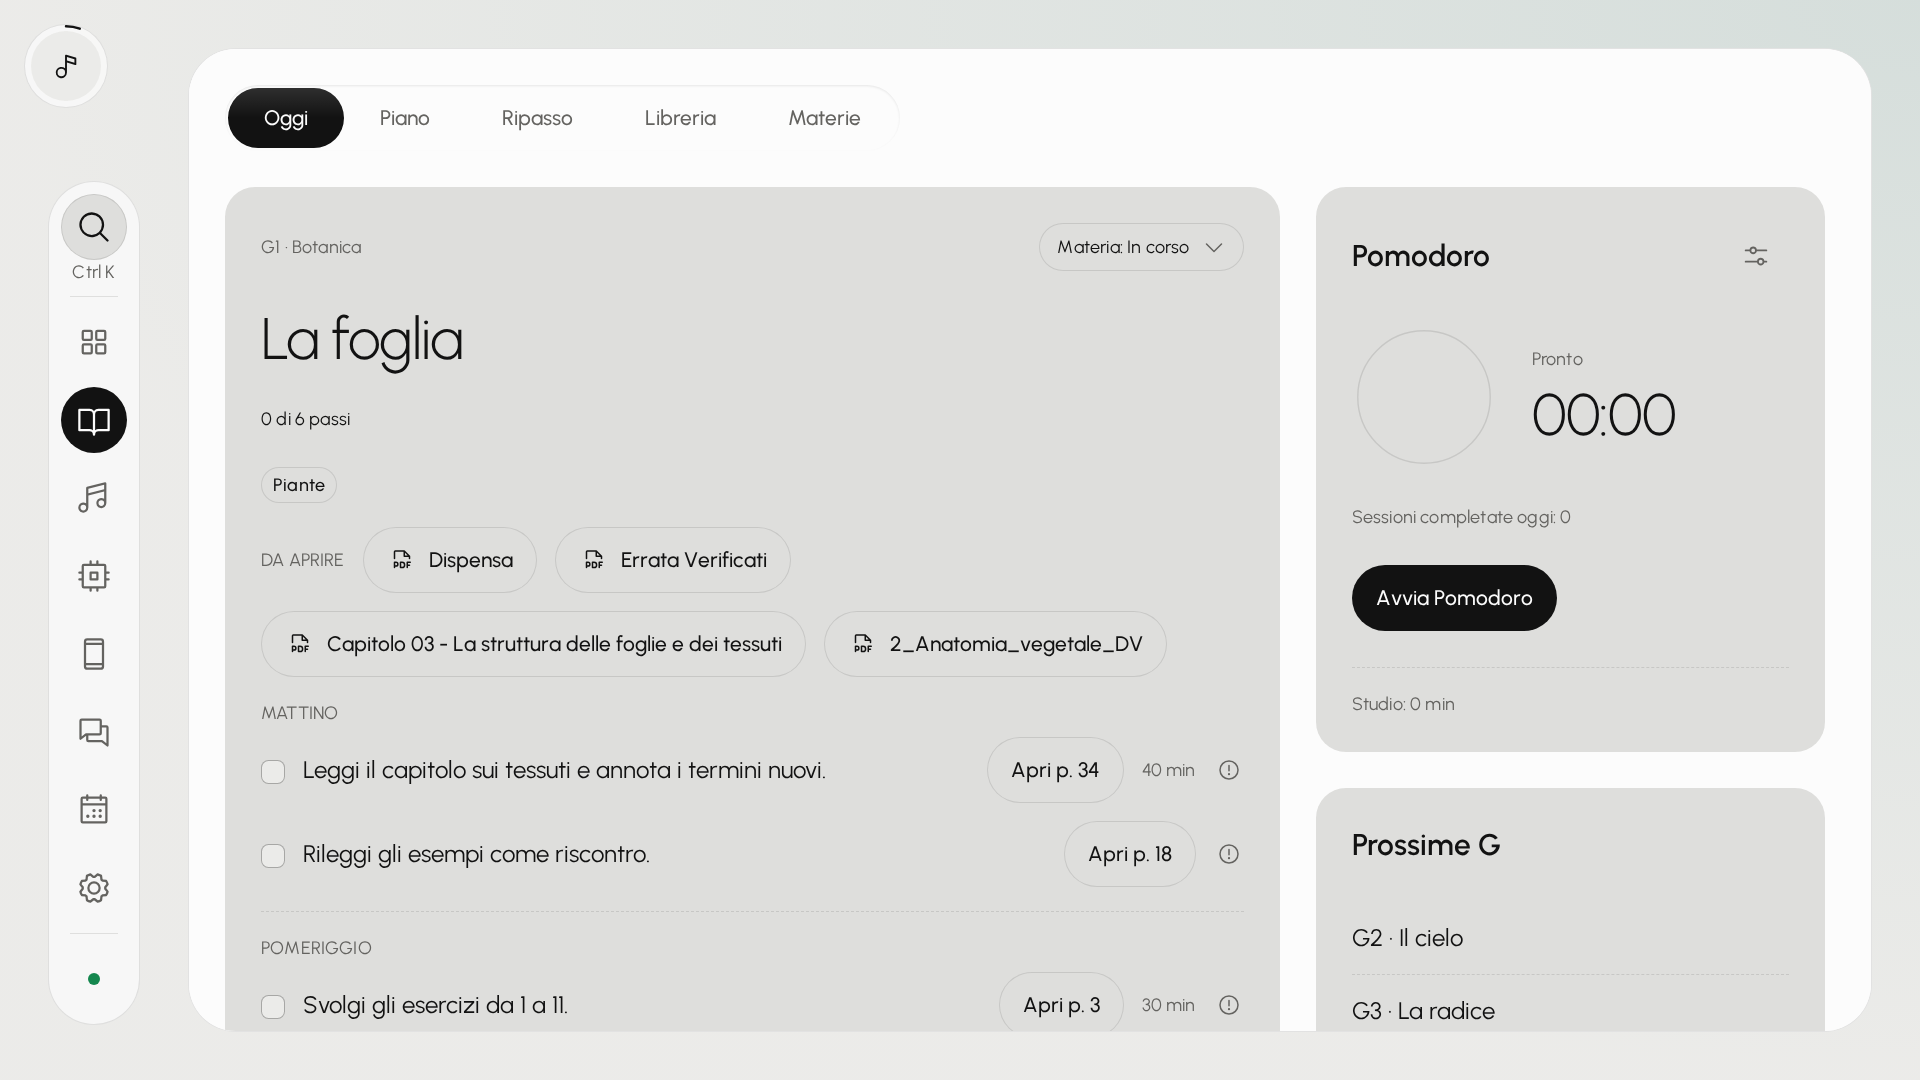 Oggi
Piano
Ripasso
Libreria
Materie
Ctrl K
G1 · Botanica
Materia: In corso
La foglia
0 di 6 passi
Piante
DA APRIRE
Dispensa
Errata Verificati
Capitolo 03 - La struttura delle foglie e dei tessuti
2_Anatomia_vegetale_DV
MATTINO
Leggi il capitolo sui tessuti e annota i termini nuovi.
Apri p. 34
40 min
Rileggi gli esempi come riscontro.
Apri p. 18
POMERIGGIO
Svolgi gli esercizi da 1 a 11.
Apri p. 3
30 min
Pomodoro
Pronto
00:00
Sessioni completate oggi: 0
Avvia Pomodoro
Studio: 0 min
Prossime G
G2 · Il cielo
G3 · La radice